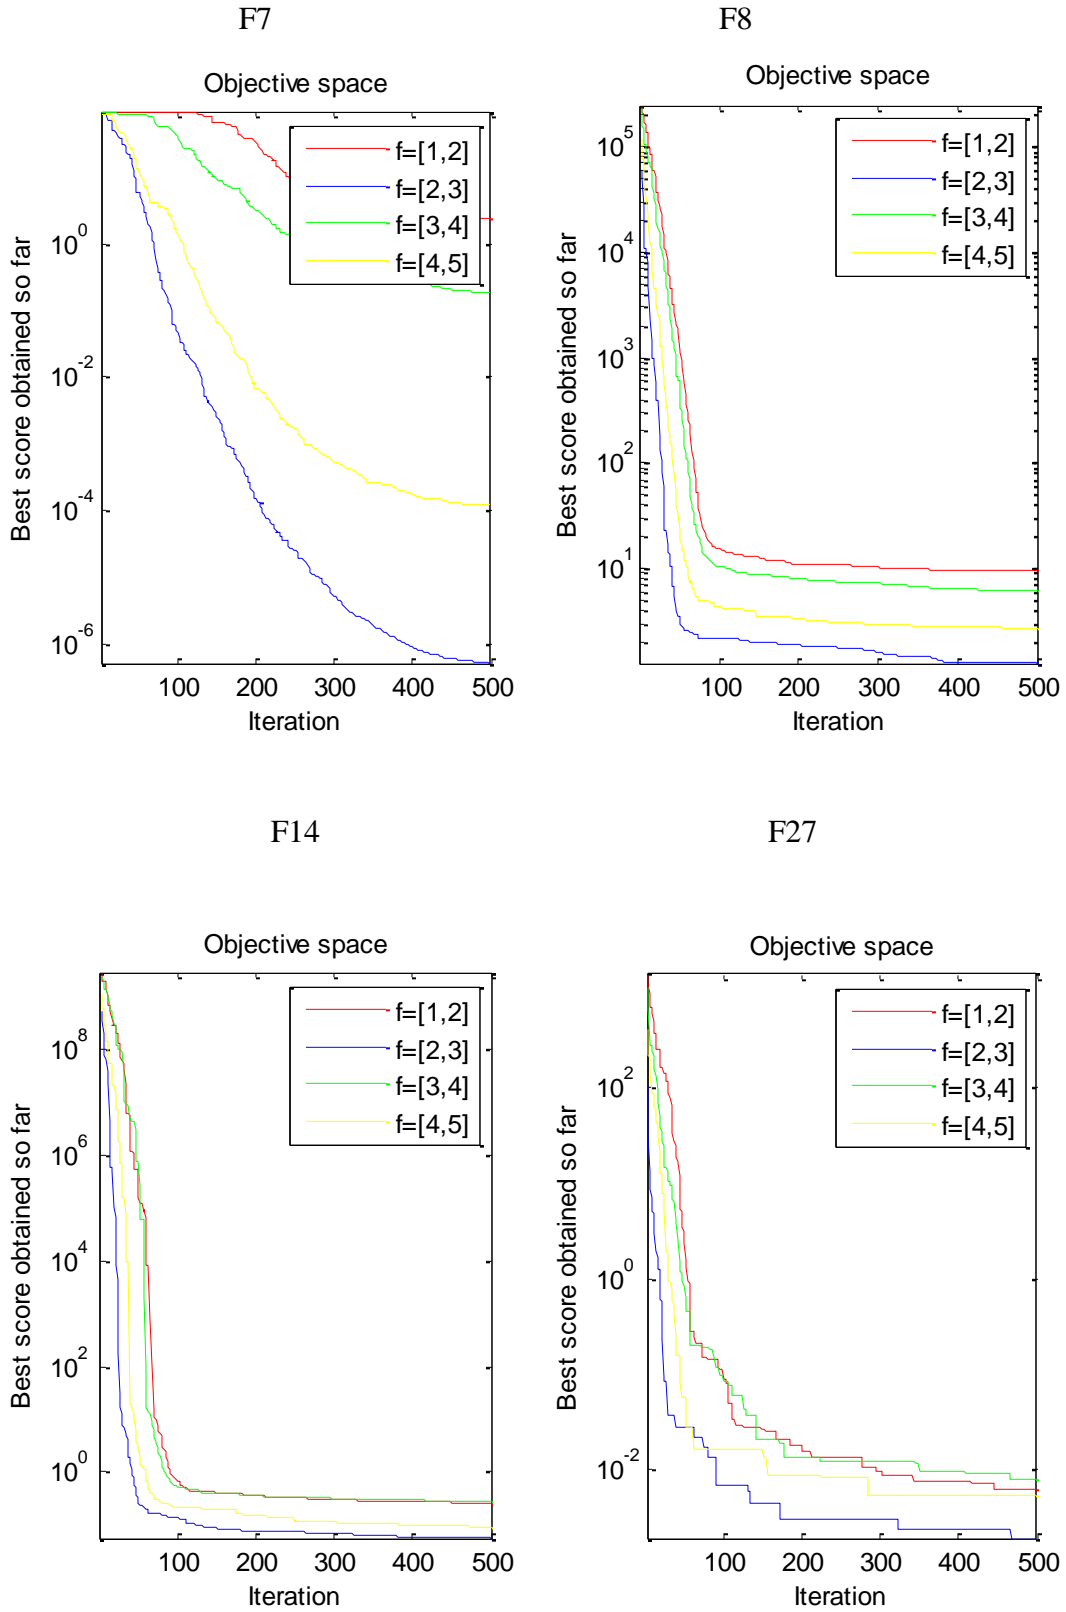 F7
F8
Objective space
Best score obtained so far
10^0
10^-2
10^-4
10^-6
f=[1,2]
f=[2,3]
f=[3,4]
f=[4,5]
100 200 300 400 500
Iteration
Objective space
Best score obtained so far
10^5
10^4
10^3
10^2
10^1
f=[1,2]
f=[2,3]
f=[3,4]
f=[4,5]
100 200 300 400 500
Iteration
F14
F27
Objective space
Best score obtained so far
10^8
10^6
10^4
10^2
10^0
f=[1,2]
f=[2,3]
f=[3,4]
f=[4,5]
100 200 300 400 500
Iteration
Objective space
Best score obtained so far
10^2
10^0
10^-2
f=[1,2]
f=[2,3]
f=[3,4]
f=[4,5]
100 200 300 400 500
Iteration